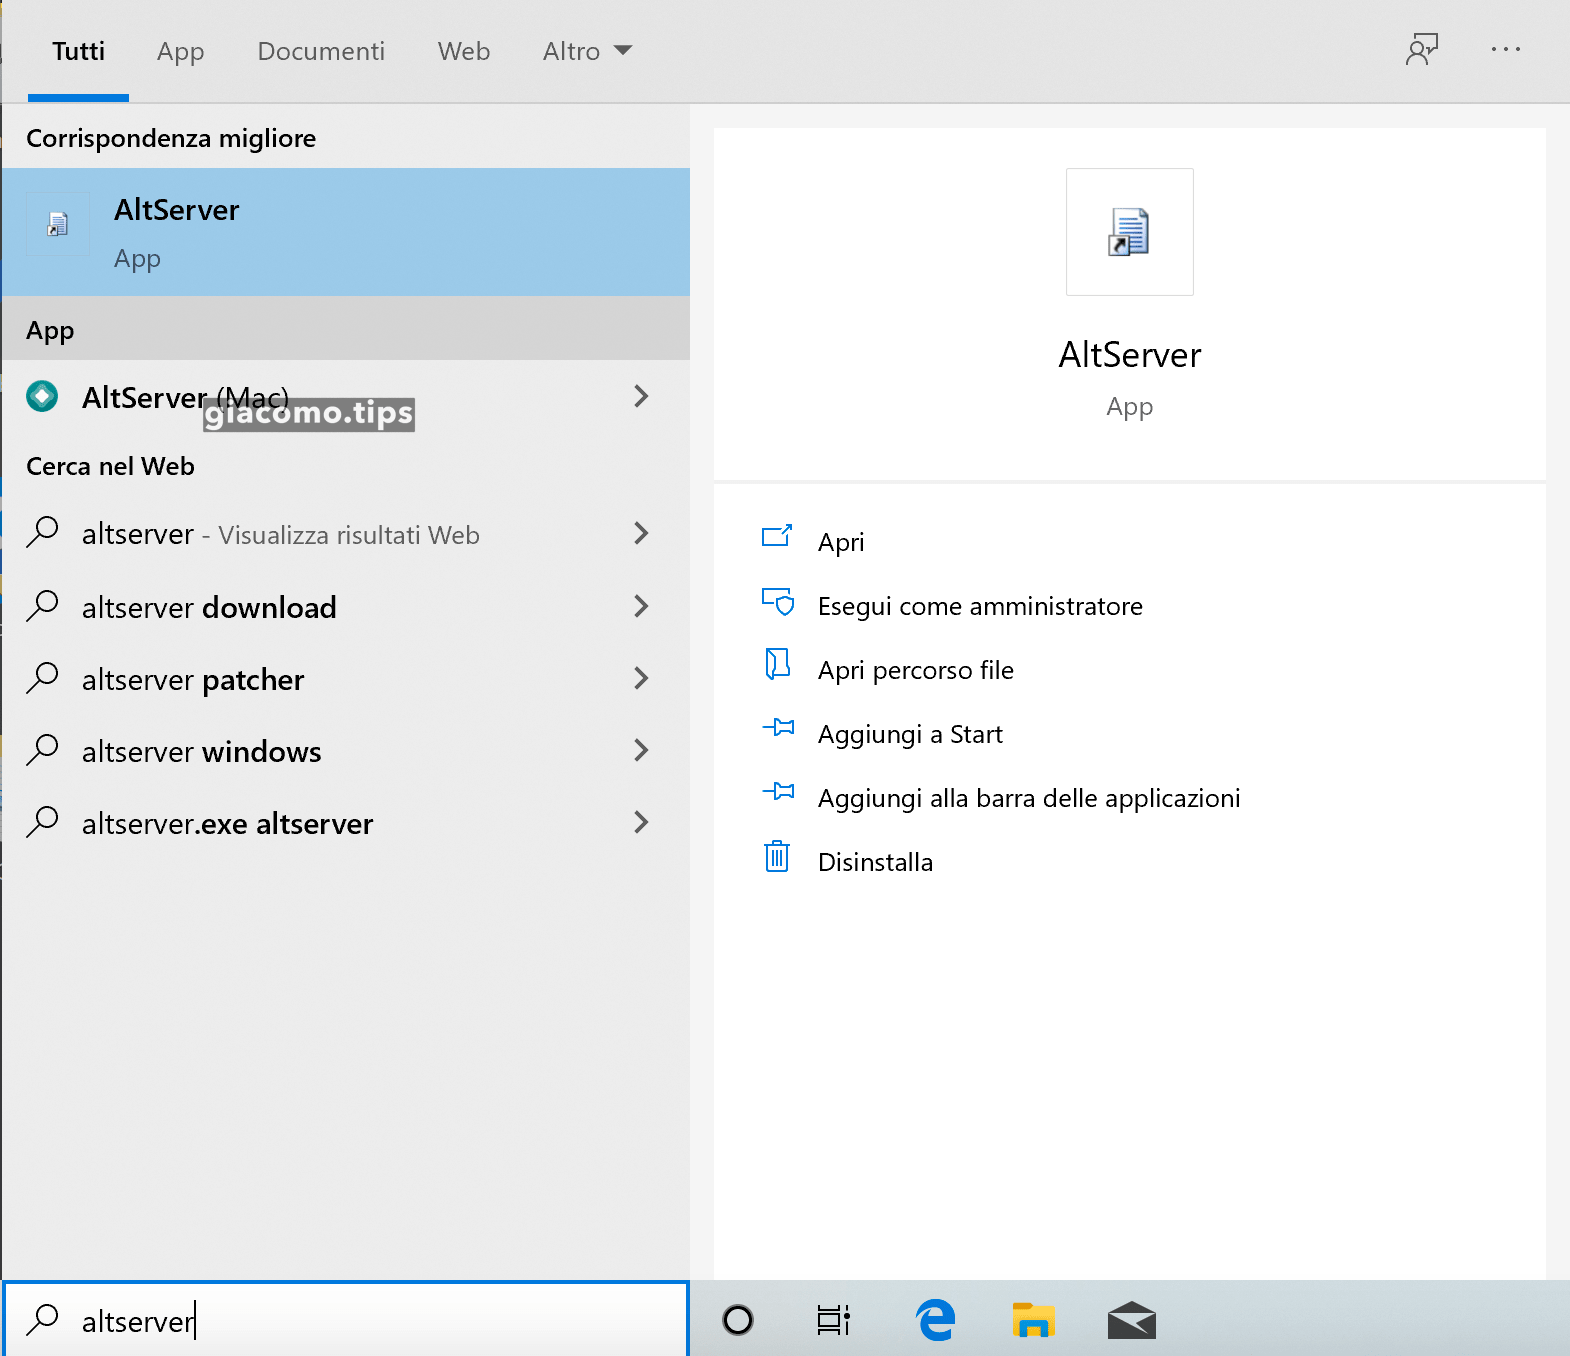 Tutti App Documenti Web Altro
Corrispondenza migliore
AltServer
App
App
AltServer (Mac)
giacomo.tips
Cerca nel Web
altserver - Visualizza risultati Web
altserver download
altserver patcher
altserver windows
altserver.exe altserver
AltServer
App
Apri
Esegui come amministratore
Apri percorso file
Aggiungi a Start
Aggiungi alla barra delle applicazioni
Disinstalla
altserver